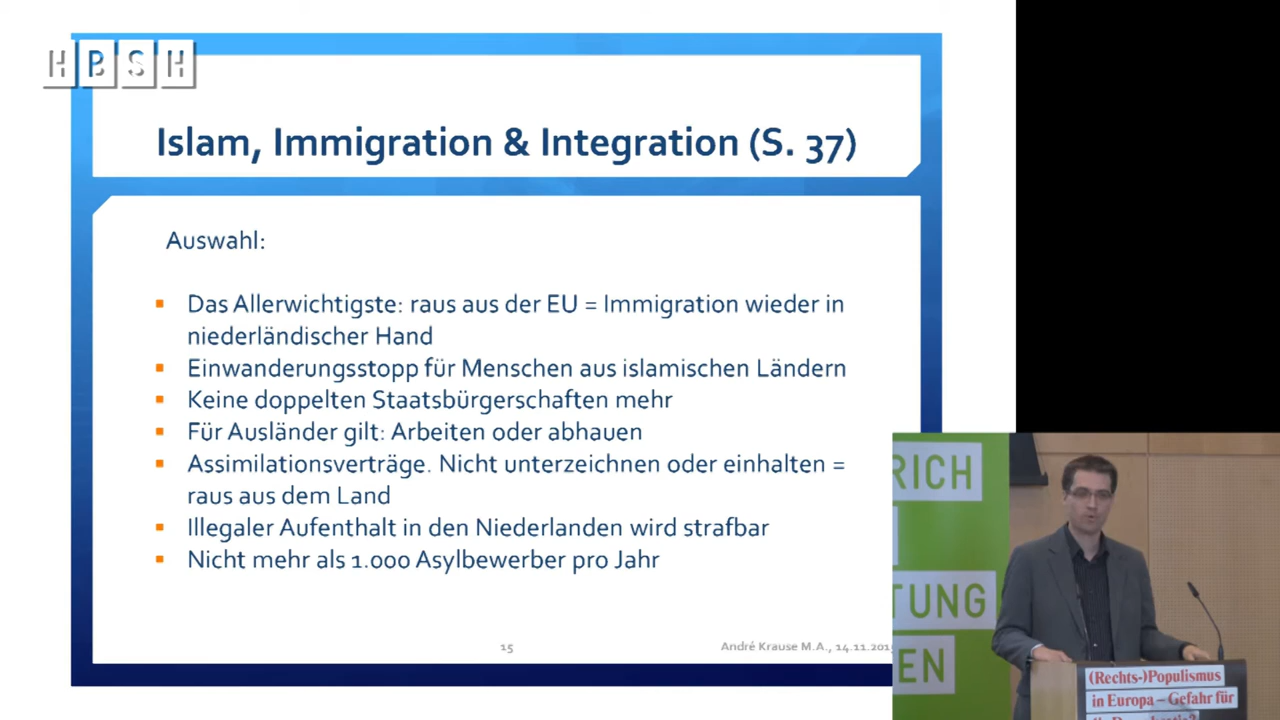 HBSH
Islam, Immigration & Integration (S. 37)
Auswahl:
Das Allerwichtigste: raus aus der EU = Immigration wieder in
niederländischer Hand
Einwanderungsstopp für Menschen aus islamischen Ländern
Keine doppelten Staatsbürgerschaften mehr
Für Ausländer gilt: Arbeiten oder abhauen
Assimilationsverträge. Nicht unterzeichnen oder einhalten =
raus aus dem Land
Illegaler Aufenthalt in den Niederlanden wird strafbar
Nicht mehr als 1.000 Asylbewerber pro Jahr
15
André Krause M.A., 14.11.201
RICH
TUNG
EN
(Rechts-)Populismus
in Europa – Gefahr für